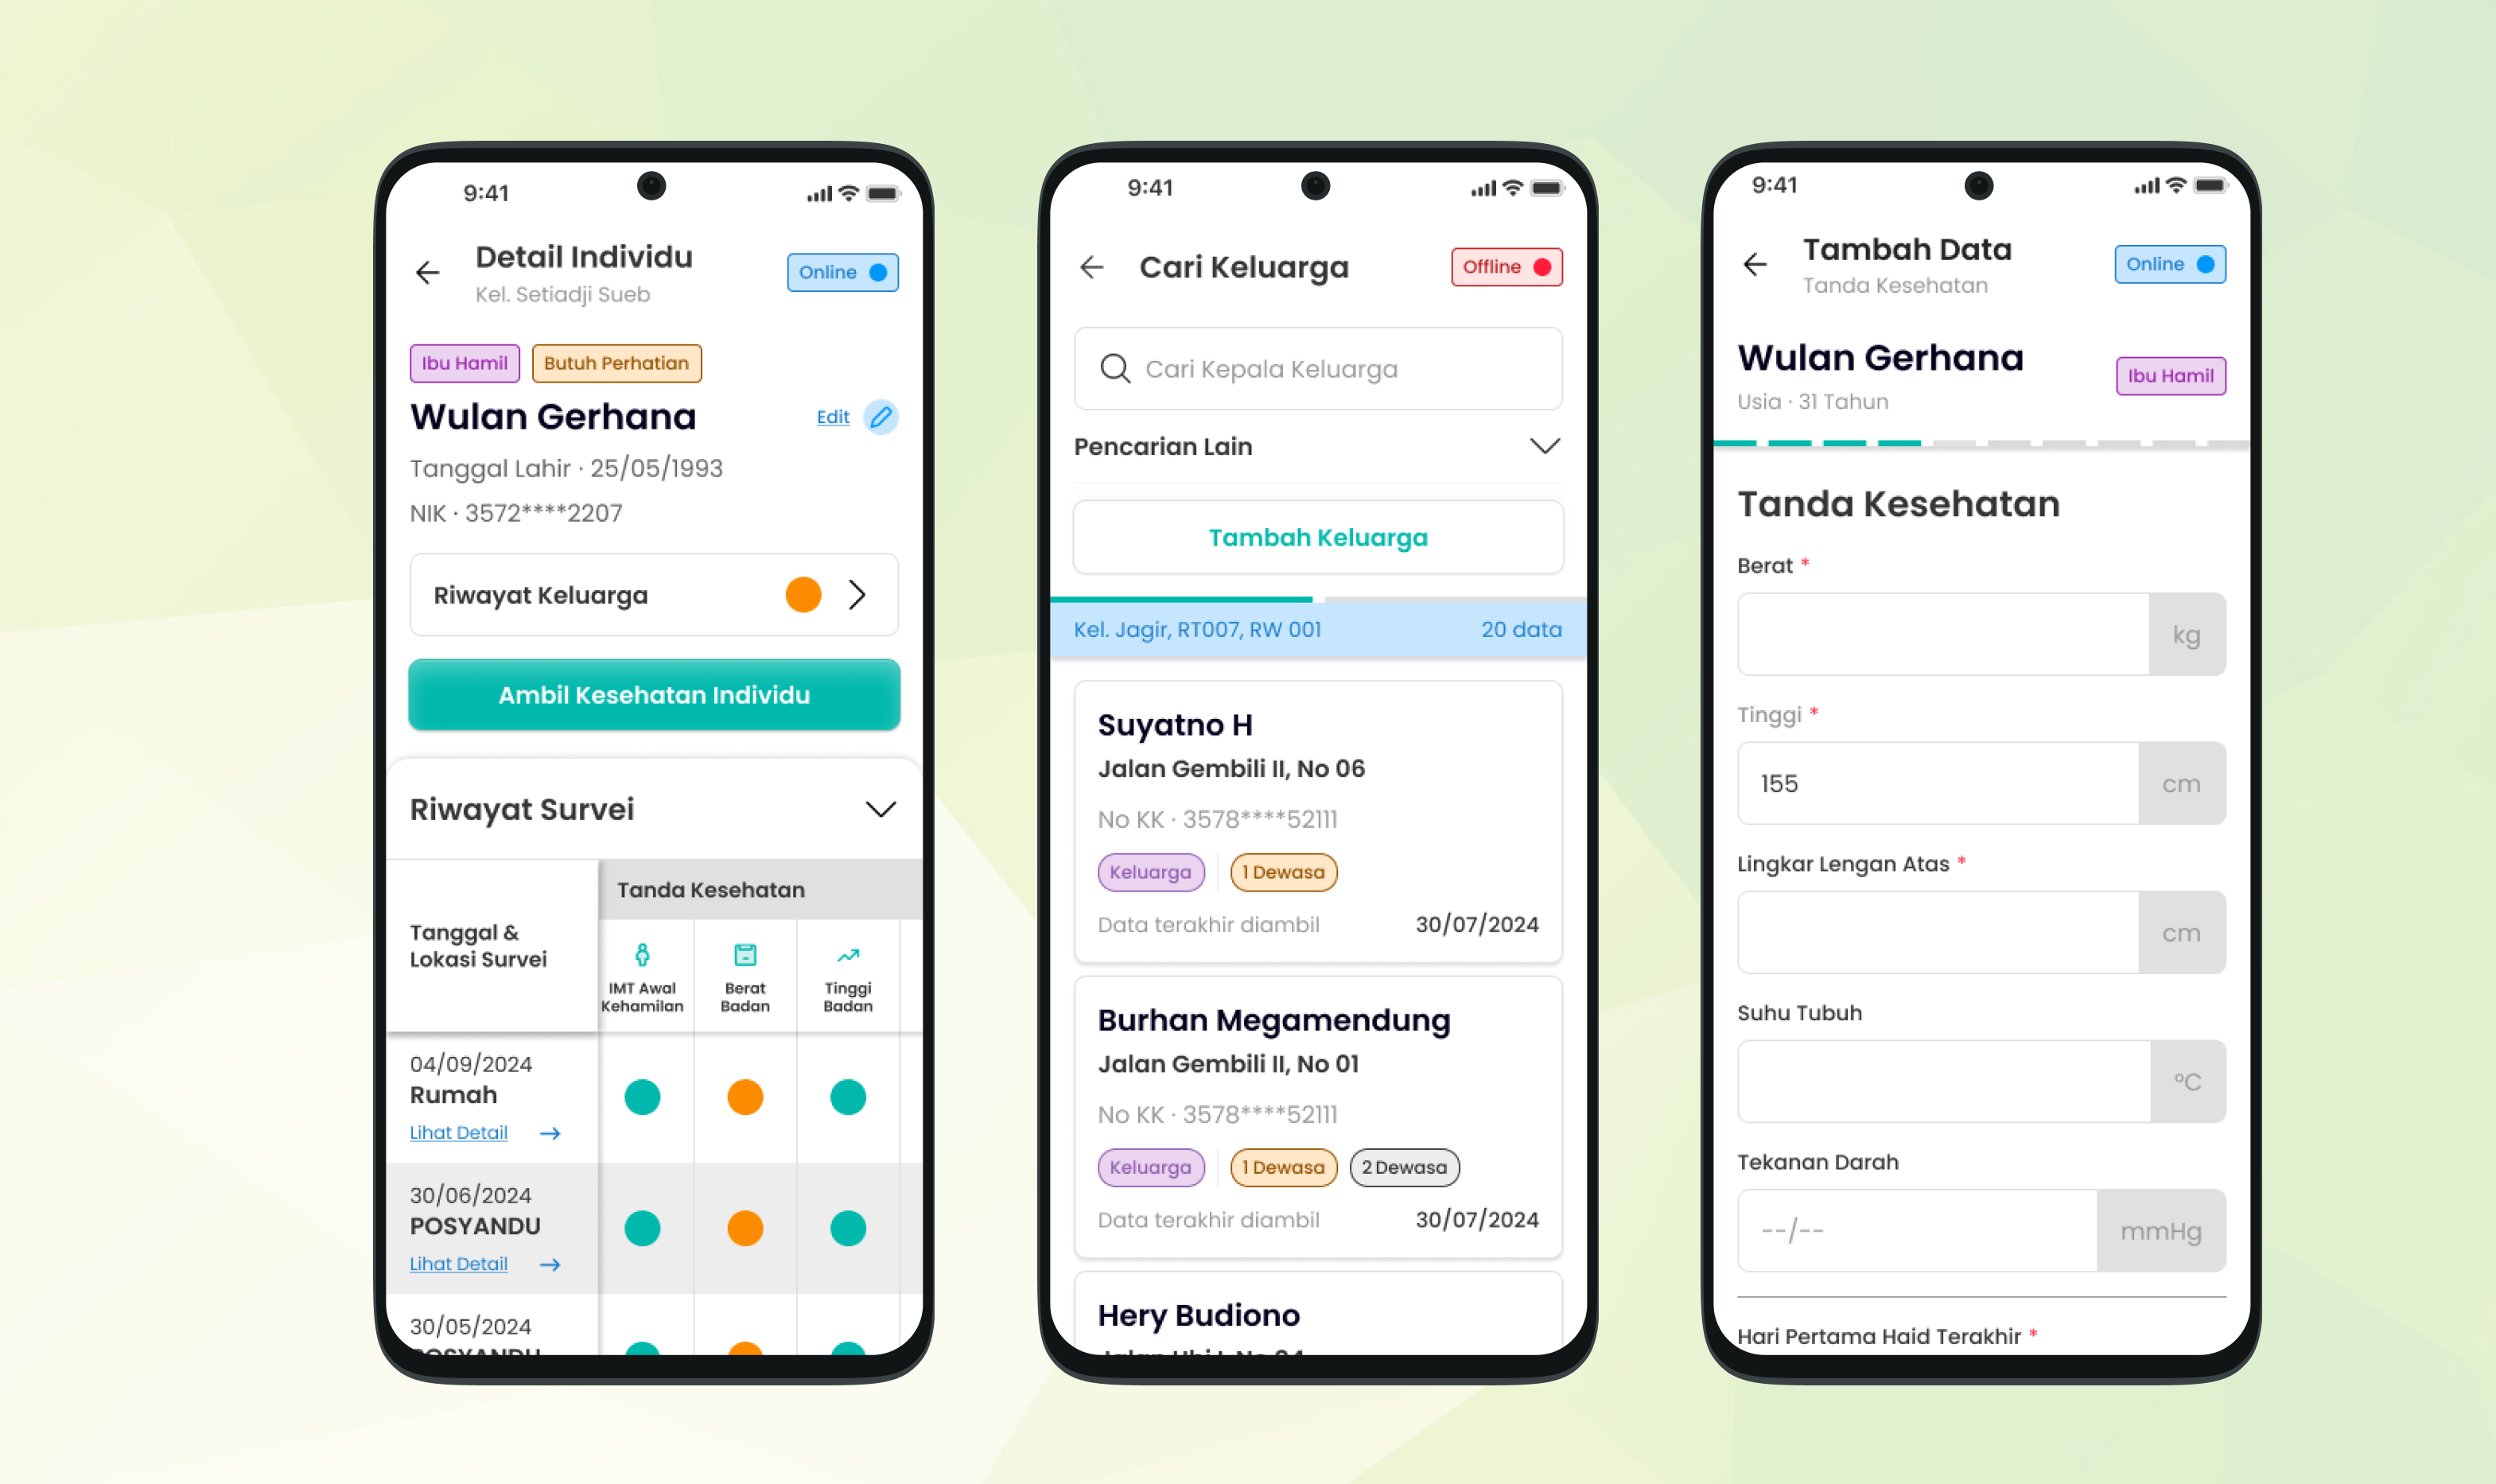 9:41
Detail Individu
Kel. Setiadji Sueb
Online
Ibu Hamil
Butuh Perhatian
Wulan Gerhana
Edit
Tanggal Lahir · 25/05/1993
NIK · 3572****2207
Riwayat Keluarga
Ambil Kesehatan Individu
Riwayat Survei
Tanggal &
Lokasi Survei
Tanda Kesehatan
IMT Awal
Kehamilan
Berat
Badan
Tinggi
Badan
04/09/2024
Rumah
Lihat Detail
30/06/2024
POSYANDU
Lihat Detail
30/05/2024
POSYANDU
9:41
Cari Keluarga
Offline
Cari Kepala Keluarga
Pencarian Lain
Tambah Keluarga
Kel. Jagir, RT007, RW 001
20 data
Suyatno H
Jalan Gembili II, No 06
No KK · 3578****52111
Keluarga
1 Dewasa
Data terakhir diambil
30/07/2024
Burhan Megamendung
Jalan Gembili II, No 01
No KK · 3578****52111
Keluarga
1 Dewasa
2 Dewasa
Data terakhir diambil
30/07/2024
Hery Budiono
Jalan Ubi I, No
9:41
Tambah Data
Tanda Kesehatan
Online
Wulan Gerhana
Usia · 31 Tahun
Ibu Hamil
Tanda Kesehatan
Berat *
kg
Tinggi *
155
cm
Lingkar Lengan Atas *
cm
Suhu Tubuh
°C
Tekanan Darah
--/--
mmHg
Hari Pertama Haid Terakhir *